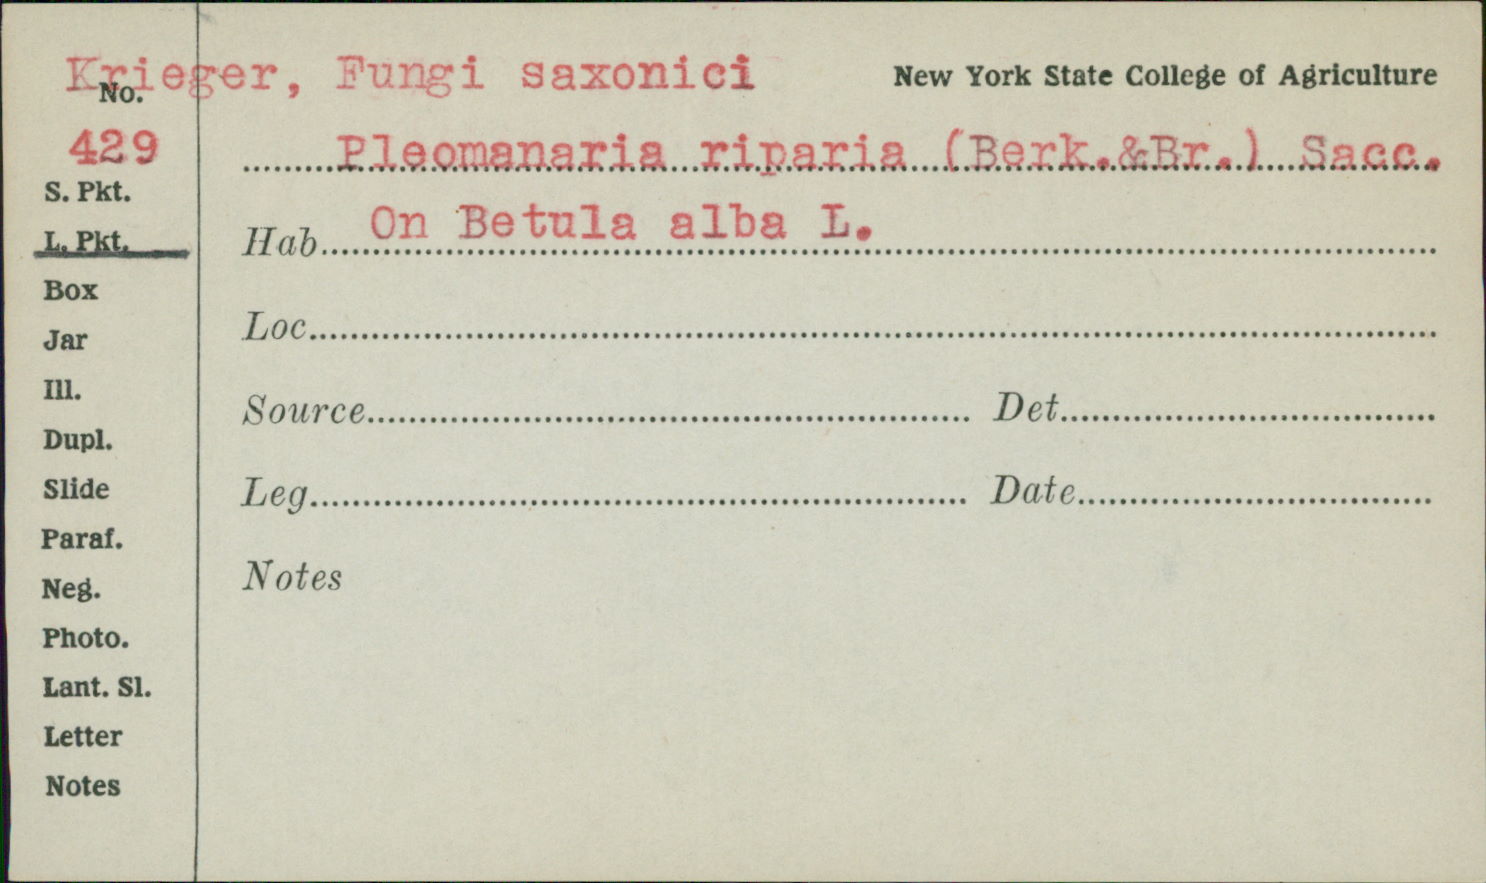 Krieger, Fungi saxonici
New York State College of Agriculture
No.
429
Pleomanaria riparia (Berk.&Br.) Sacc.
S. Pkt.
L. Pkt.
Hab. On Betula alba L.
Box
Loc.
Jar
Ill.
Source Det.
Dupl.
Slide
Leg. Date
Paraf.
Notes
Neg.
Photo.
Lant. Sl.
Letter
Notes